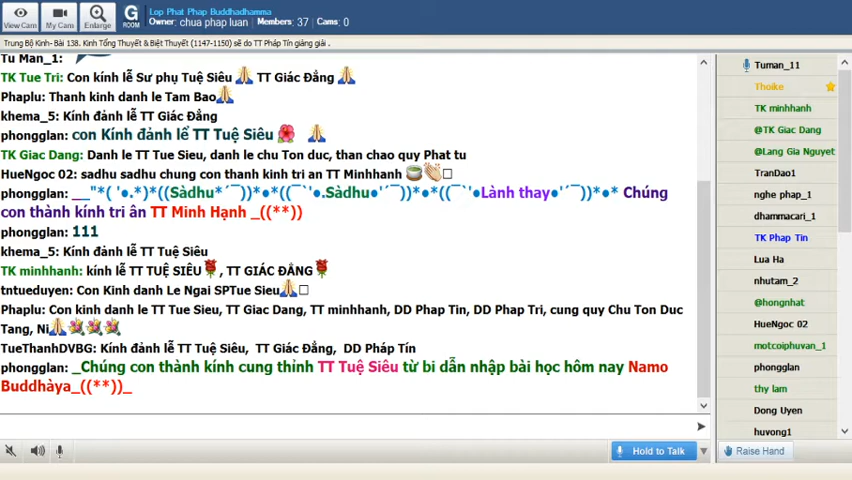 Lop Phat Phap Buddhadhamma
Owner: chua phap luan Members: 37 Cams: 0
View Cam My Cam Enlarge G ROOM
Trung Bộ Kinh- Bài 138. Kinh Tổng Thuyết & Biệt Thuyết (1147-1150) sẽ do TT Pháp Tín giảng giải .
Tu Man_1:
TK Tue Tri: Con kính lễ Sư phụ Tuệ Siêu 🙏 TT Giác Đẳng 🙏
Phaplu: Thanh kinh danh le Tam Bao🙏
khema_5: Kính đảnh lễ TT Giác Đẳng
phongglan: con Kính đảnh lể TT Tuệ Siêu 🌺 🙏
TK Giac Dang: Danh le TT Tue Sieu, danh le chu Ton duc, than chao quy Phat tu
HueNgoc 02: sadhu sadhu chung con thanh kinh tri an TT Minhhanh 🍵👏□
phongglan: __"*( '●.*)*((Sàdhu*´¯))*●*((¯`'●.Sàdhu●'´¯))*●*((¯`'●Lành thay●'´¯))*●* Chúng
con thành kính tri ân TT Minh Hạnh _((**))
phongglan: 111
khema_5: Kính đảnh lễ TT Tuệ Siêu
TK minhhanh: kính lễ TT TUỆ SIÊU🌹, TT GIÁC ĐẲNG🌹
tntueduyen: Con Kinh danh Le Ngai SPTue Sieu🙏□
Phaplu: Con kinh danh le TT Tue Sieu, TT Giac Dang, TT minhhanh, DD Phap Tin, DD Phap Tri, cung quy Chu Ton Duc
Tang, Ni🙏💐💐💐
TueThanhDVBG: Kính đảnh lễ TT Tuệ Siêu, TT Giác Đẳng, DD Pháp Tín
phongglan: _Chúng con thành kính cung thỉnh TT Tuệ Siêu từ bi dẫn nhập bài học hôm nay Namo
Buddhàya_((**))_
Tuman_11
Thoike
TK minhhanh
@TK Giac Dang
@Lang Gia Nguyet
TranDao1
nghe phap_1
dhammacari_1
TK Phap Tin
Lua Ha
nhutam_2
@hongnhat
HueNgoc 02
motcoiphuvan_1
phongglan
thy lam
Dong Uyen
huvong1
Hold to Talk
Raise Hand